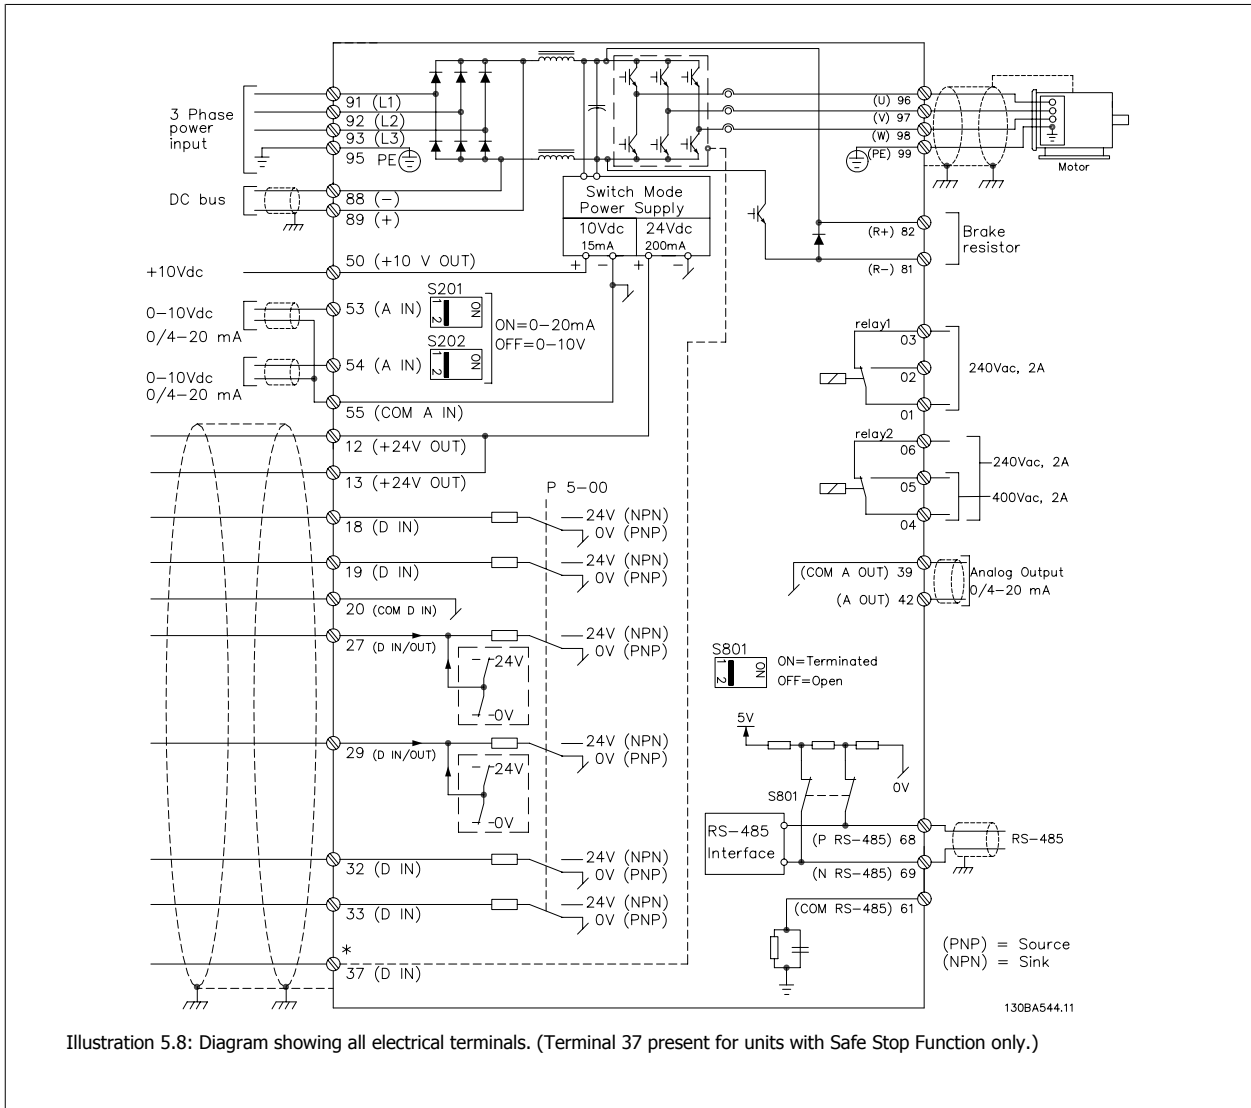 3 Phase
power
input
91 (L1)
92 (L2)
93 (L3)
95 PE
DC bus
88 (-)
89 (+)
+10Vdc
50 (+10 V OUT)
0-10Vdc
0/4-20 mA
53 (A IN)
S201
1 2
ON
ON=0-20mA
OFF=0-10V
S202
1 2
ON
0-10Vdc
0/4-20 mA
54 (A IN)
55 (COM A IN)
12 (+24V OUT)
13 (+24V OUT)
P 5-00
18 (D IN)
24V (NPN)
0V (PNP)
19 (D IN)
24V (NPN)
0V (PNP)
20 (COM D IN)
27 (D IN/OUT)
24V (NPN)
0V (PNP)
24V
0V
29 (D IN/OUT)
24V (NPN)
0V (PNP)
24V
0V
32 (D IN)
24V (NPN)
0V (PNP)
33 (D IN)
24V (NPN)
0V (PNP)
*
37 (D IN)
Switch Mode
Power Supply
10Vdc
15mA
24Vdc
200mA
+ - + -
(U) 96
(V) 97
(W) 98
(PE) 99
Motor
(R+) 82
Brake
resistor
(R-) 81
relay1
03
02
01
240Vac, 2A
relay2
06
05
04
240Vac, 2A
400Vac, 2A
(COM A OUT) 39
(A OUT) 42
Analog Output
0/4-20 mA
S801
1 2
ON
ON=Terminated
OFF=Open
5V
S801
0V
RS-485
Interface
(P RS-485) 68
(N RS-485) 69
RS-485
(COM RS-485) 61
(PNP) = Source
(NPN) = Sink
130BA544.11
Illustration 5.8: Diagram showing all electrical terminals. (Terminal 37 present for units with Safe Stop Function only.)